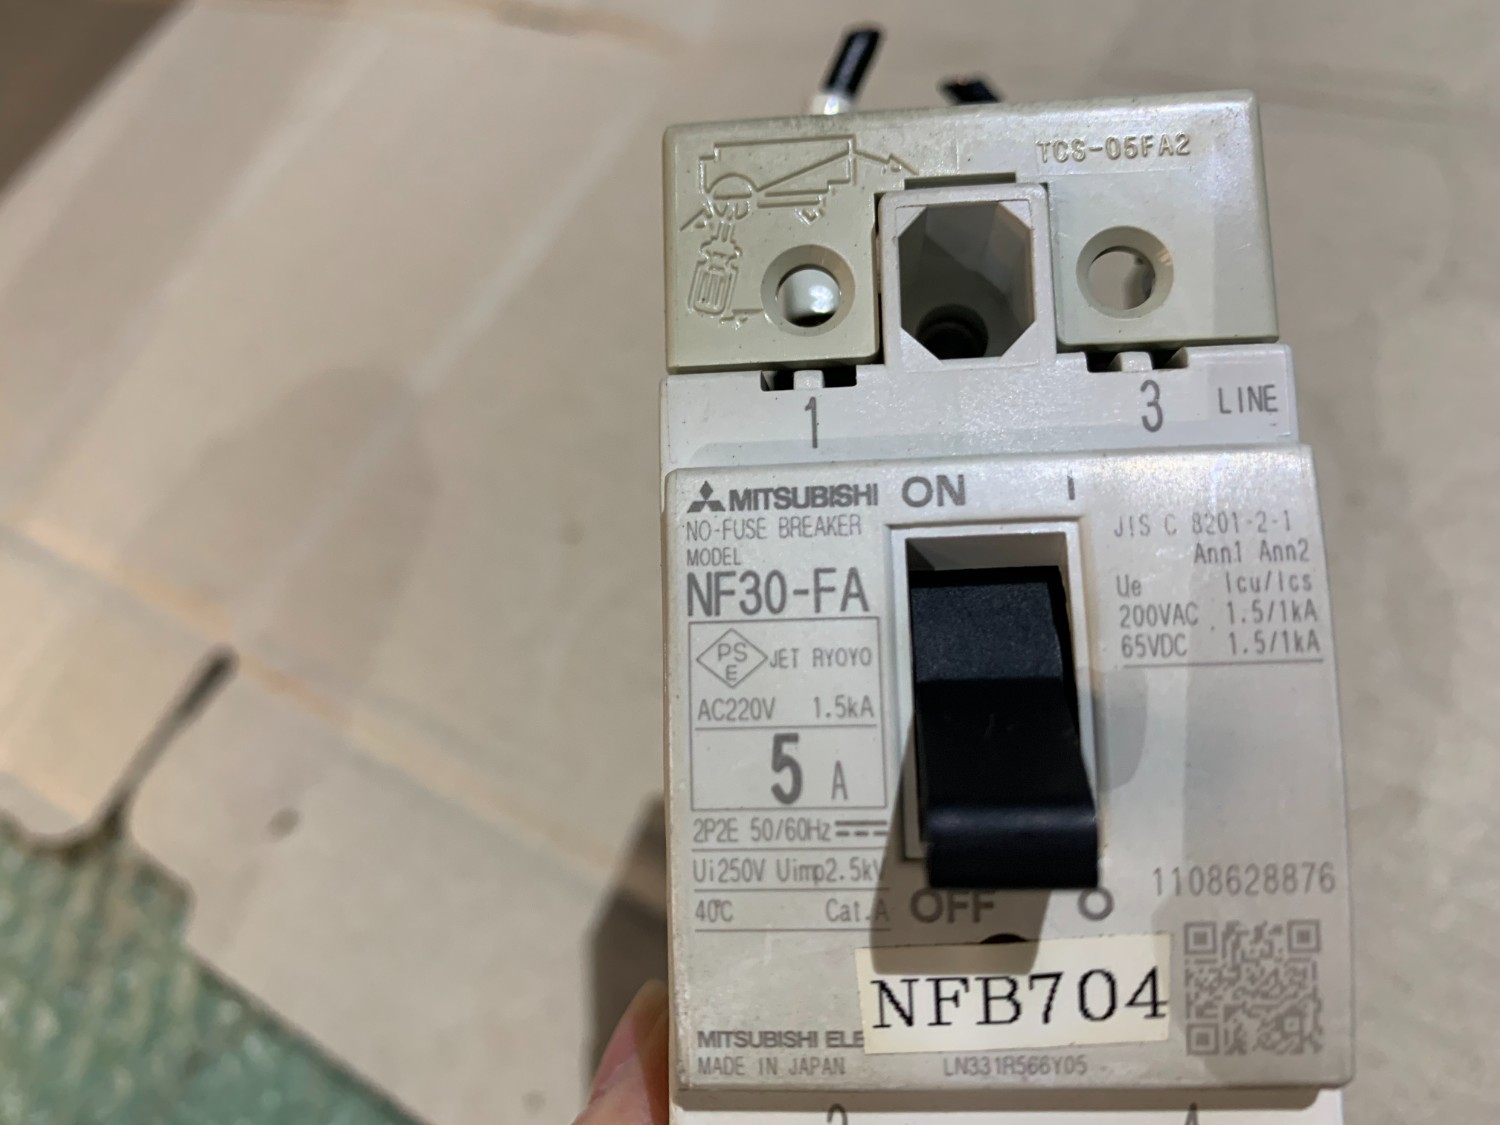 TCS-05FA2
1
3
LINE
MITSUBISHI
ON
I
NO-FUSE BREAKER
MODEL
NF30-FA
JIS C 8201-2-1
Ann1 Ann2
Ue Icu/Ics
200VAC 1.5/1kA
65VDC 1.5/1kA
PS
E
JET RYOYO
AC220V 1.5kA
5 A
2P2E 50/60Hz
Ui250V Uimp2.5kV
40℃ Cat.A
OFF
O
1108628876
NFB704
MITSUBISHI ELE
MADE IN JAPAN
LN331R566Y05